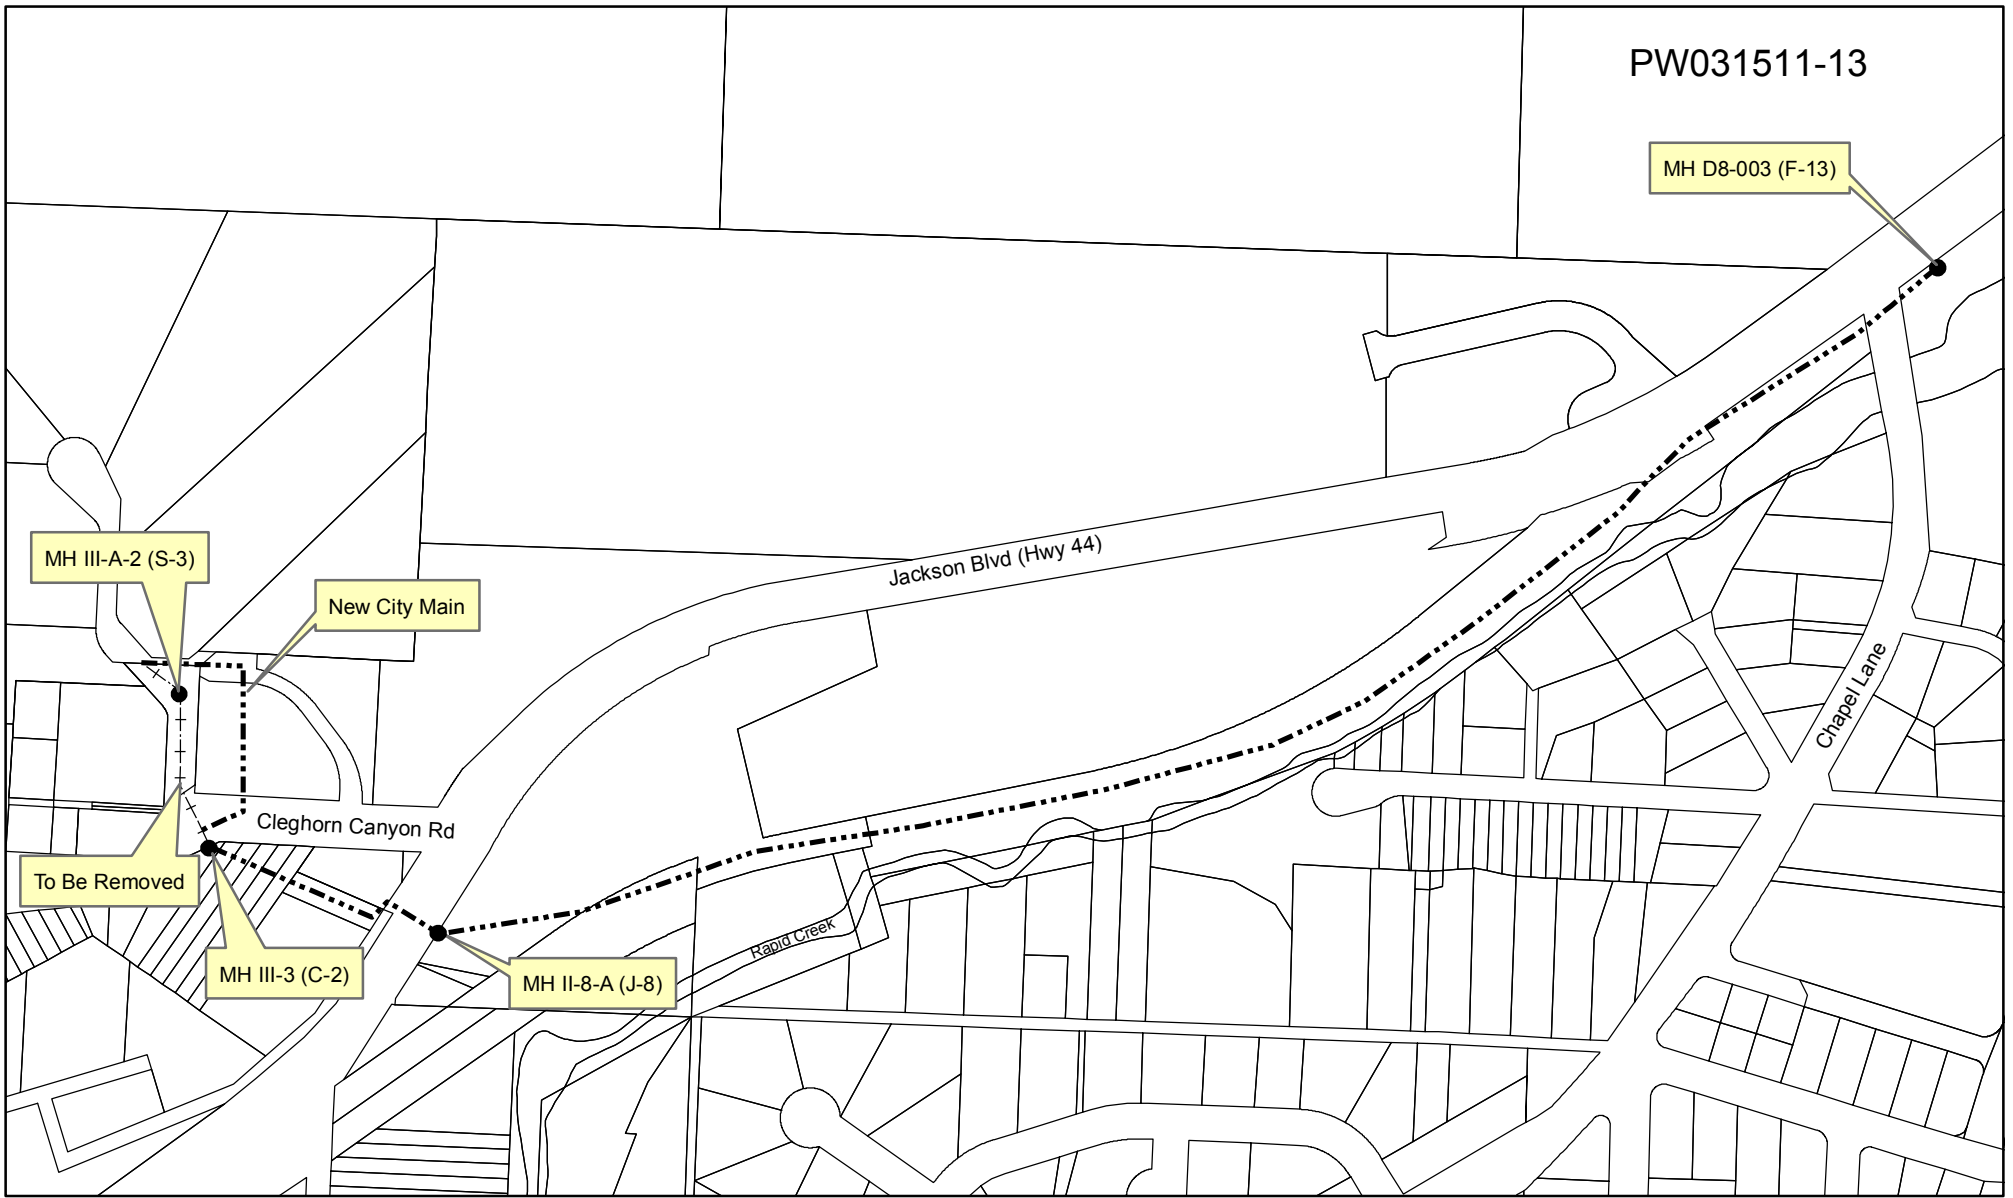 PW031511-13
MH D8-003 (F-13)
MH III-A-2 (S-3)
New City Main
Jackson Blvd (Hwy 44)
Chapel Lane
Cleghorn Canyon Rd
To Be Removed
Rapid Creek
MH III-3 (C-2)
MH II-8-A (J-8)